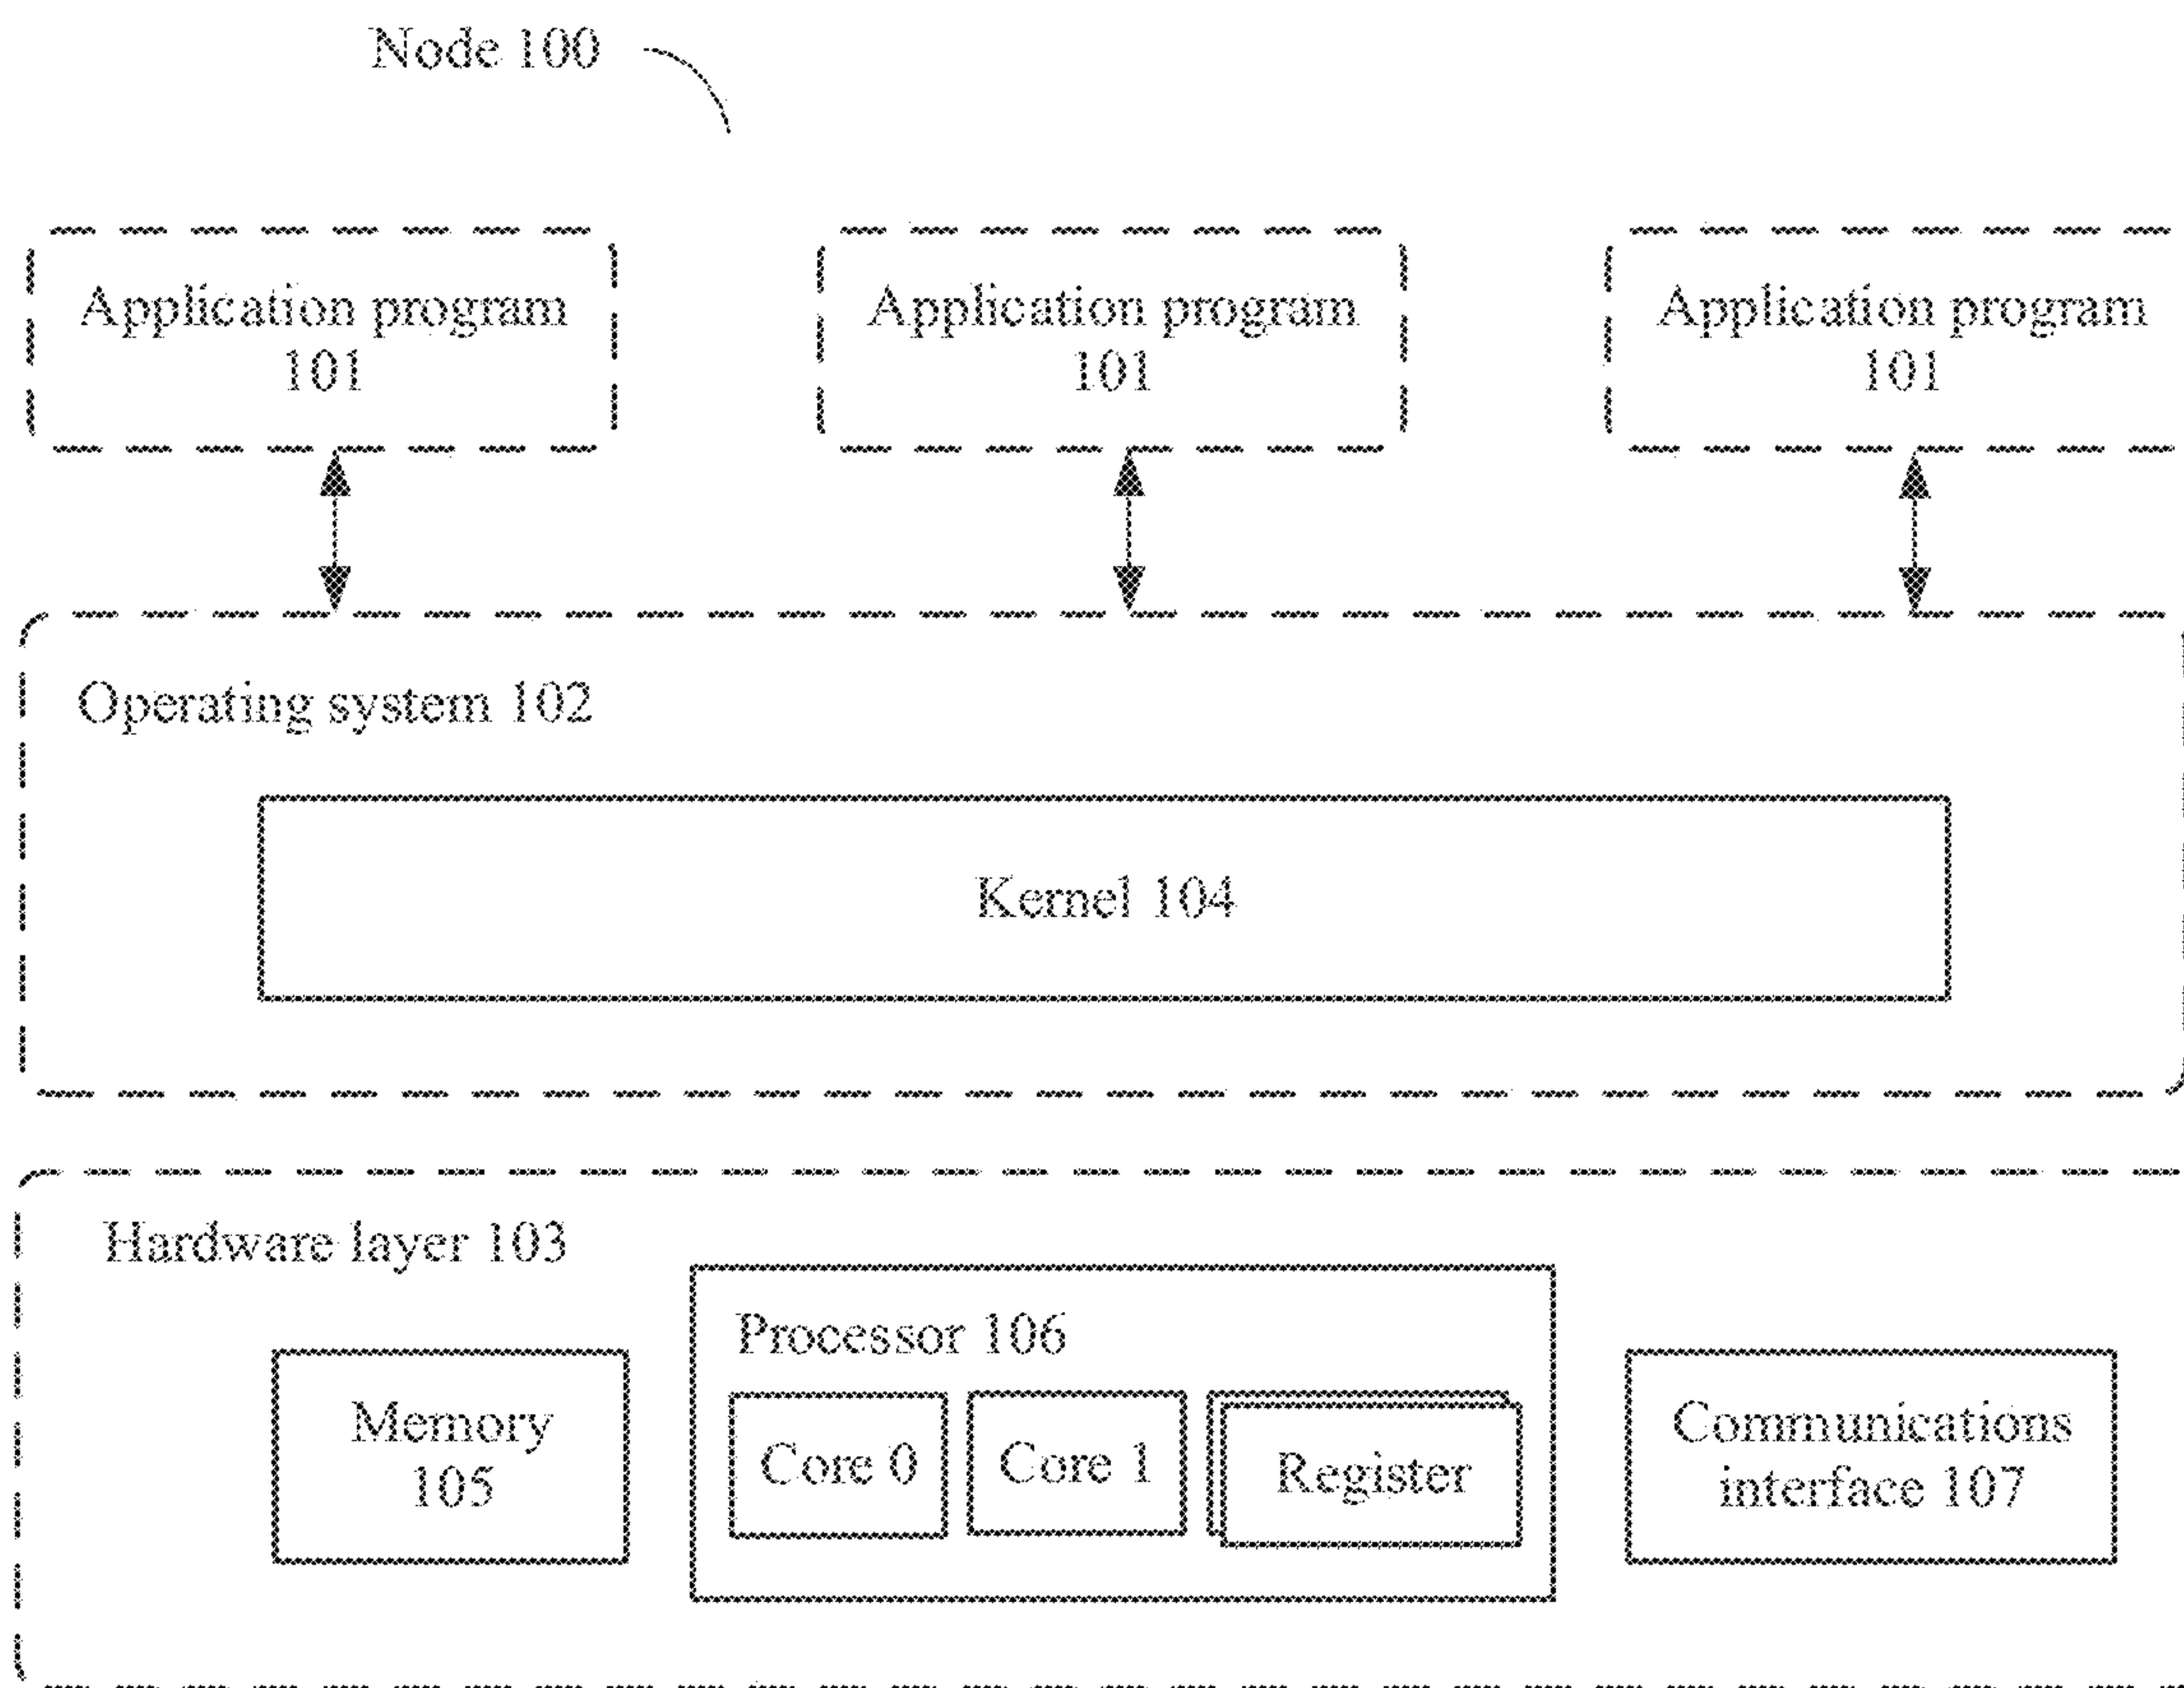 Node 100
Application program
101
Application program
101
Application program
101
Operating system 102
Kernel 104
Hardware layer 103
Processor 106
Memory
105
Core 0
Core 1
Register
Communications
interface 107